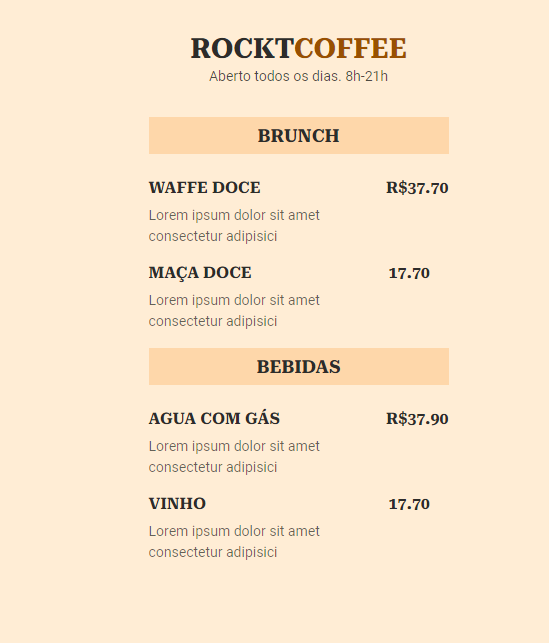 ROCKTCOFFEE
Aberto todos os dias. 8h-21h
BRUNCH
WAFFE DOCE R$37.70
Lorem ipsum dolor sit amet
consectetur adipisici
MAÇA DOCE 17.70
Lorem ipsum dolor sit amet
consectetur adipisici
BEBIDAS
AGUA COM GÁS R$37.90
Lorem ipsum dolor sit amet
consectetur adipisici
VINHO 17.70
Lorem ipsum dolor sit amet
consectetur adipisici